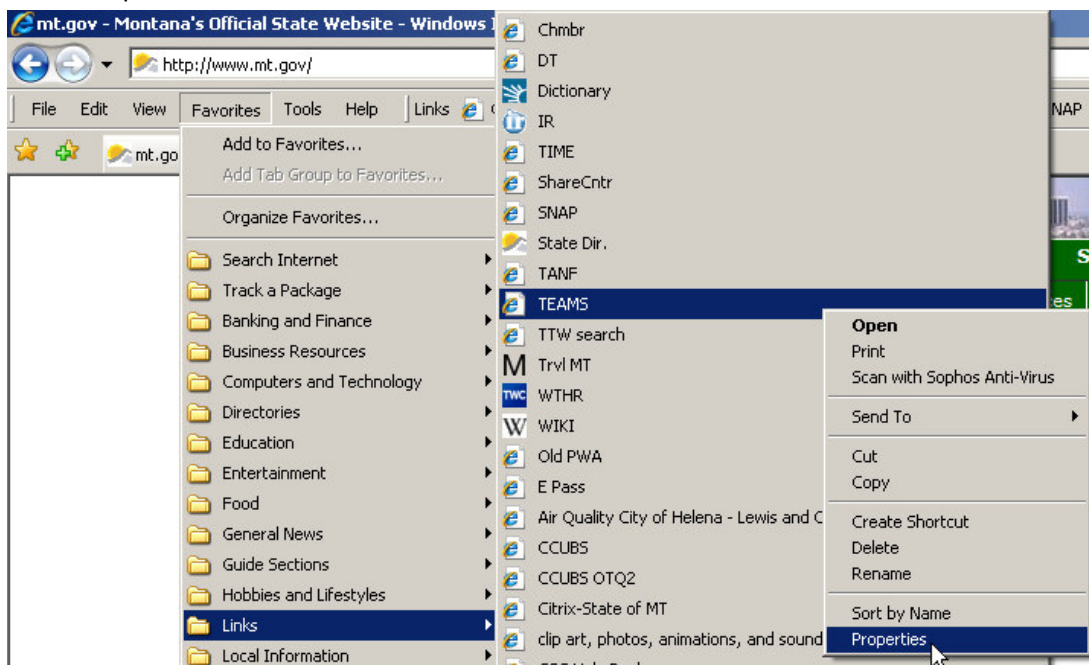 mt.gov - Montana's Official State Website - Windows
http://www.mt.gov/
File Edit View Favorites Tools Help Links
NAP
mt.go
Add to Favorites...
Add Tab Group to Favorites...
Organize Favorites...
Search Internet
Track a Package
Banking and Finance
Business Resources
Computers and Technology
Directories
Education
Entertainment
Food
General News
Guide Sections
Hobbies and Lifestyles
Links
Local Information
Chmbr
DT
Dictionary
IR
TIME
ShareCntr
SNAP
State Dir.
TANF
TEAMS
TTW search
M Trvl MT
TWC WTHR
W WIKI
Old PWA
E Pass
Air Quality City of Helena - Lewis and C
CCUBS
CCUBS OTQ2
Citrix-State of MT
clip art, photos, animations, and sound
S
es
Open
Print
Scan with Sophos Anti-Virus
Send To
Cut
Copy
Create Shortcut
Delete
Rename
Sort by Name
Properties